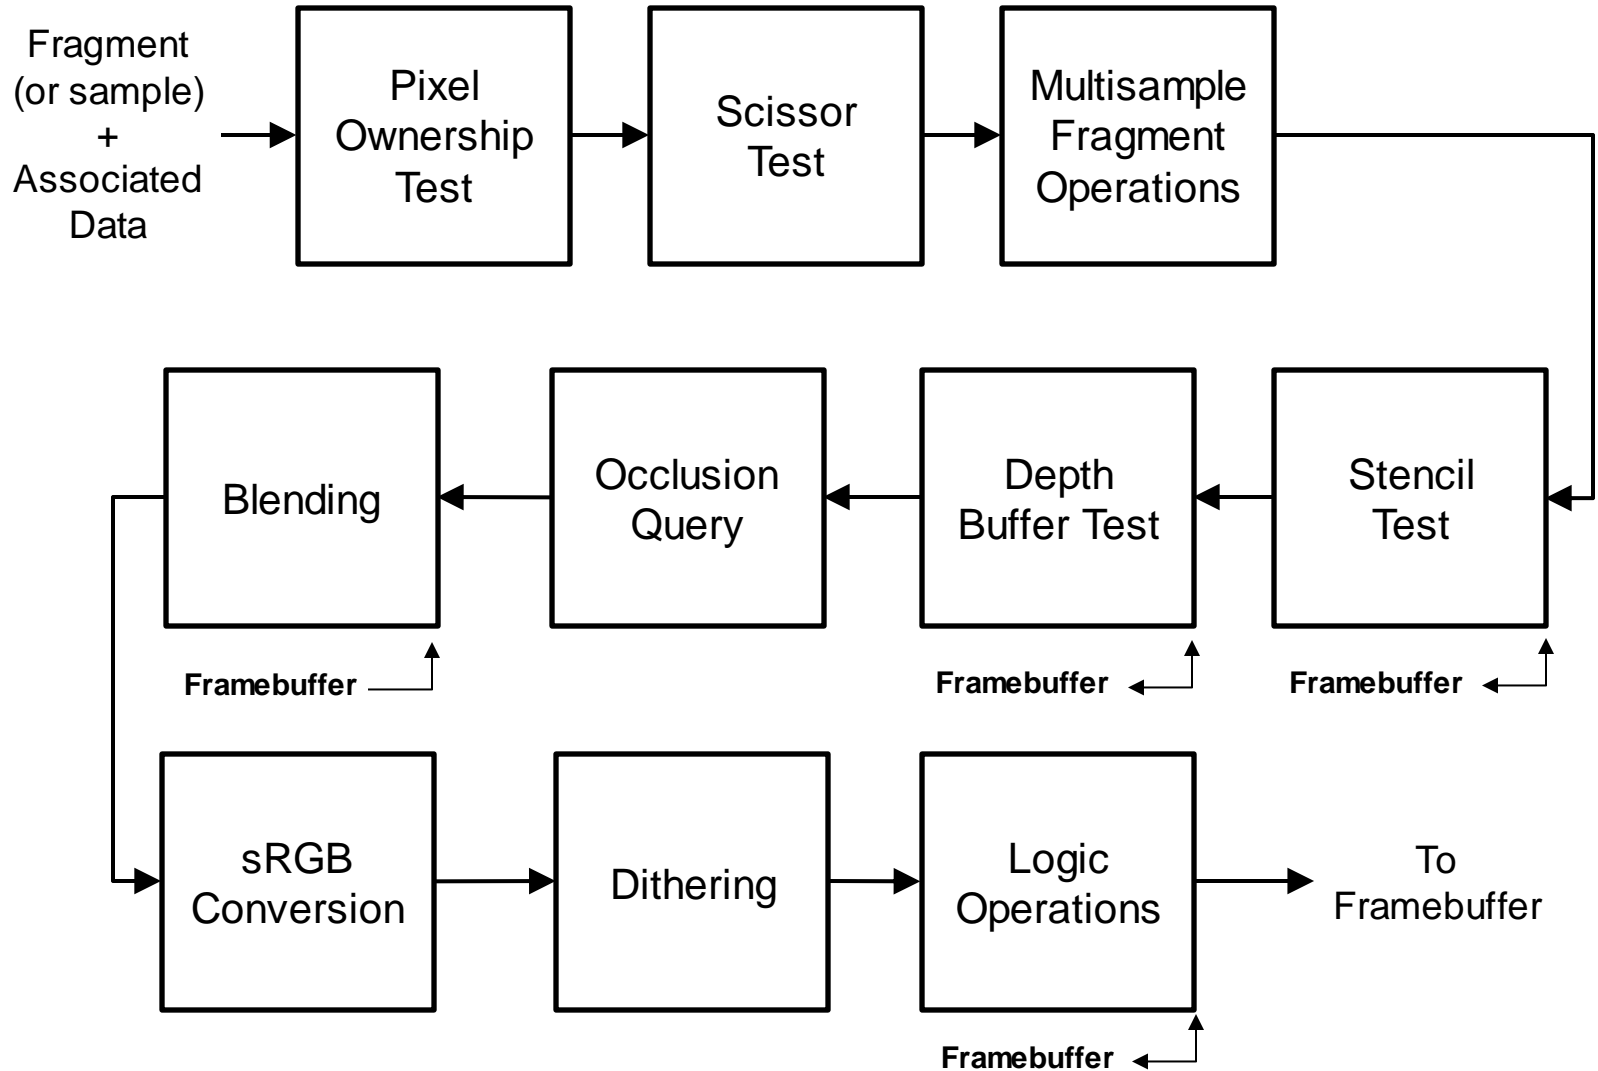 Fragment
(or sample)
+
Associated
Data
Pixel
Ownership
Test
Scissor
Test
Multisample
Fragment
Operations
Blending
Occlusion
Query
Depth
Buffer Test
Stencil
Test
Framebuffer
Framebuffer
Framebuffer
sRGB
Conversion
Dithering
Logic
Operations
To
Framebuffer
Framebuffer